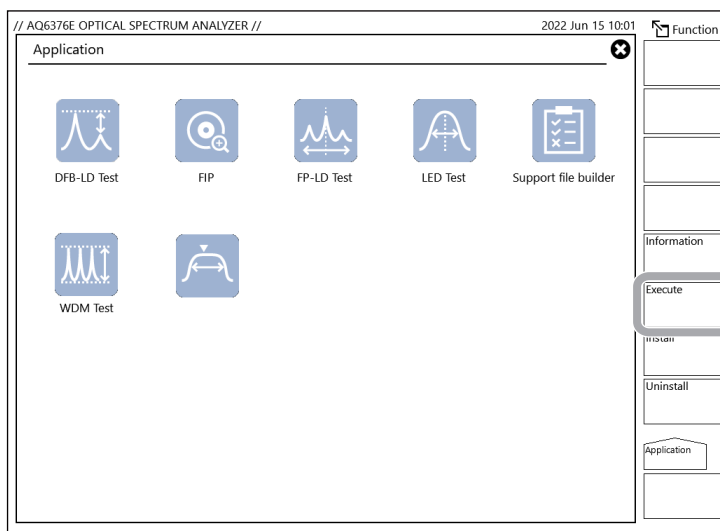 // AQ6376E OPTICAL SPECTRUM ANALYZER //
2022 Jun 15 10:01
Function
Application
DFB-LD Test
FIP
FP-LD Test
LED Test
Support file builder
WDM Test
Information
Execute
Install
Uninstall
Application